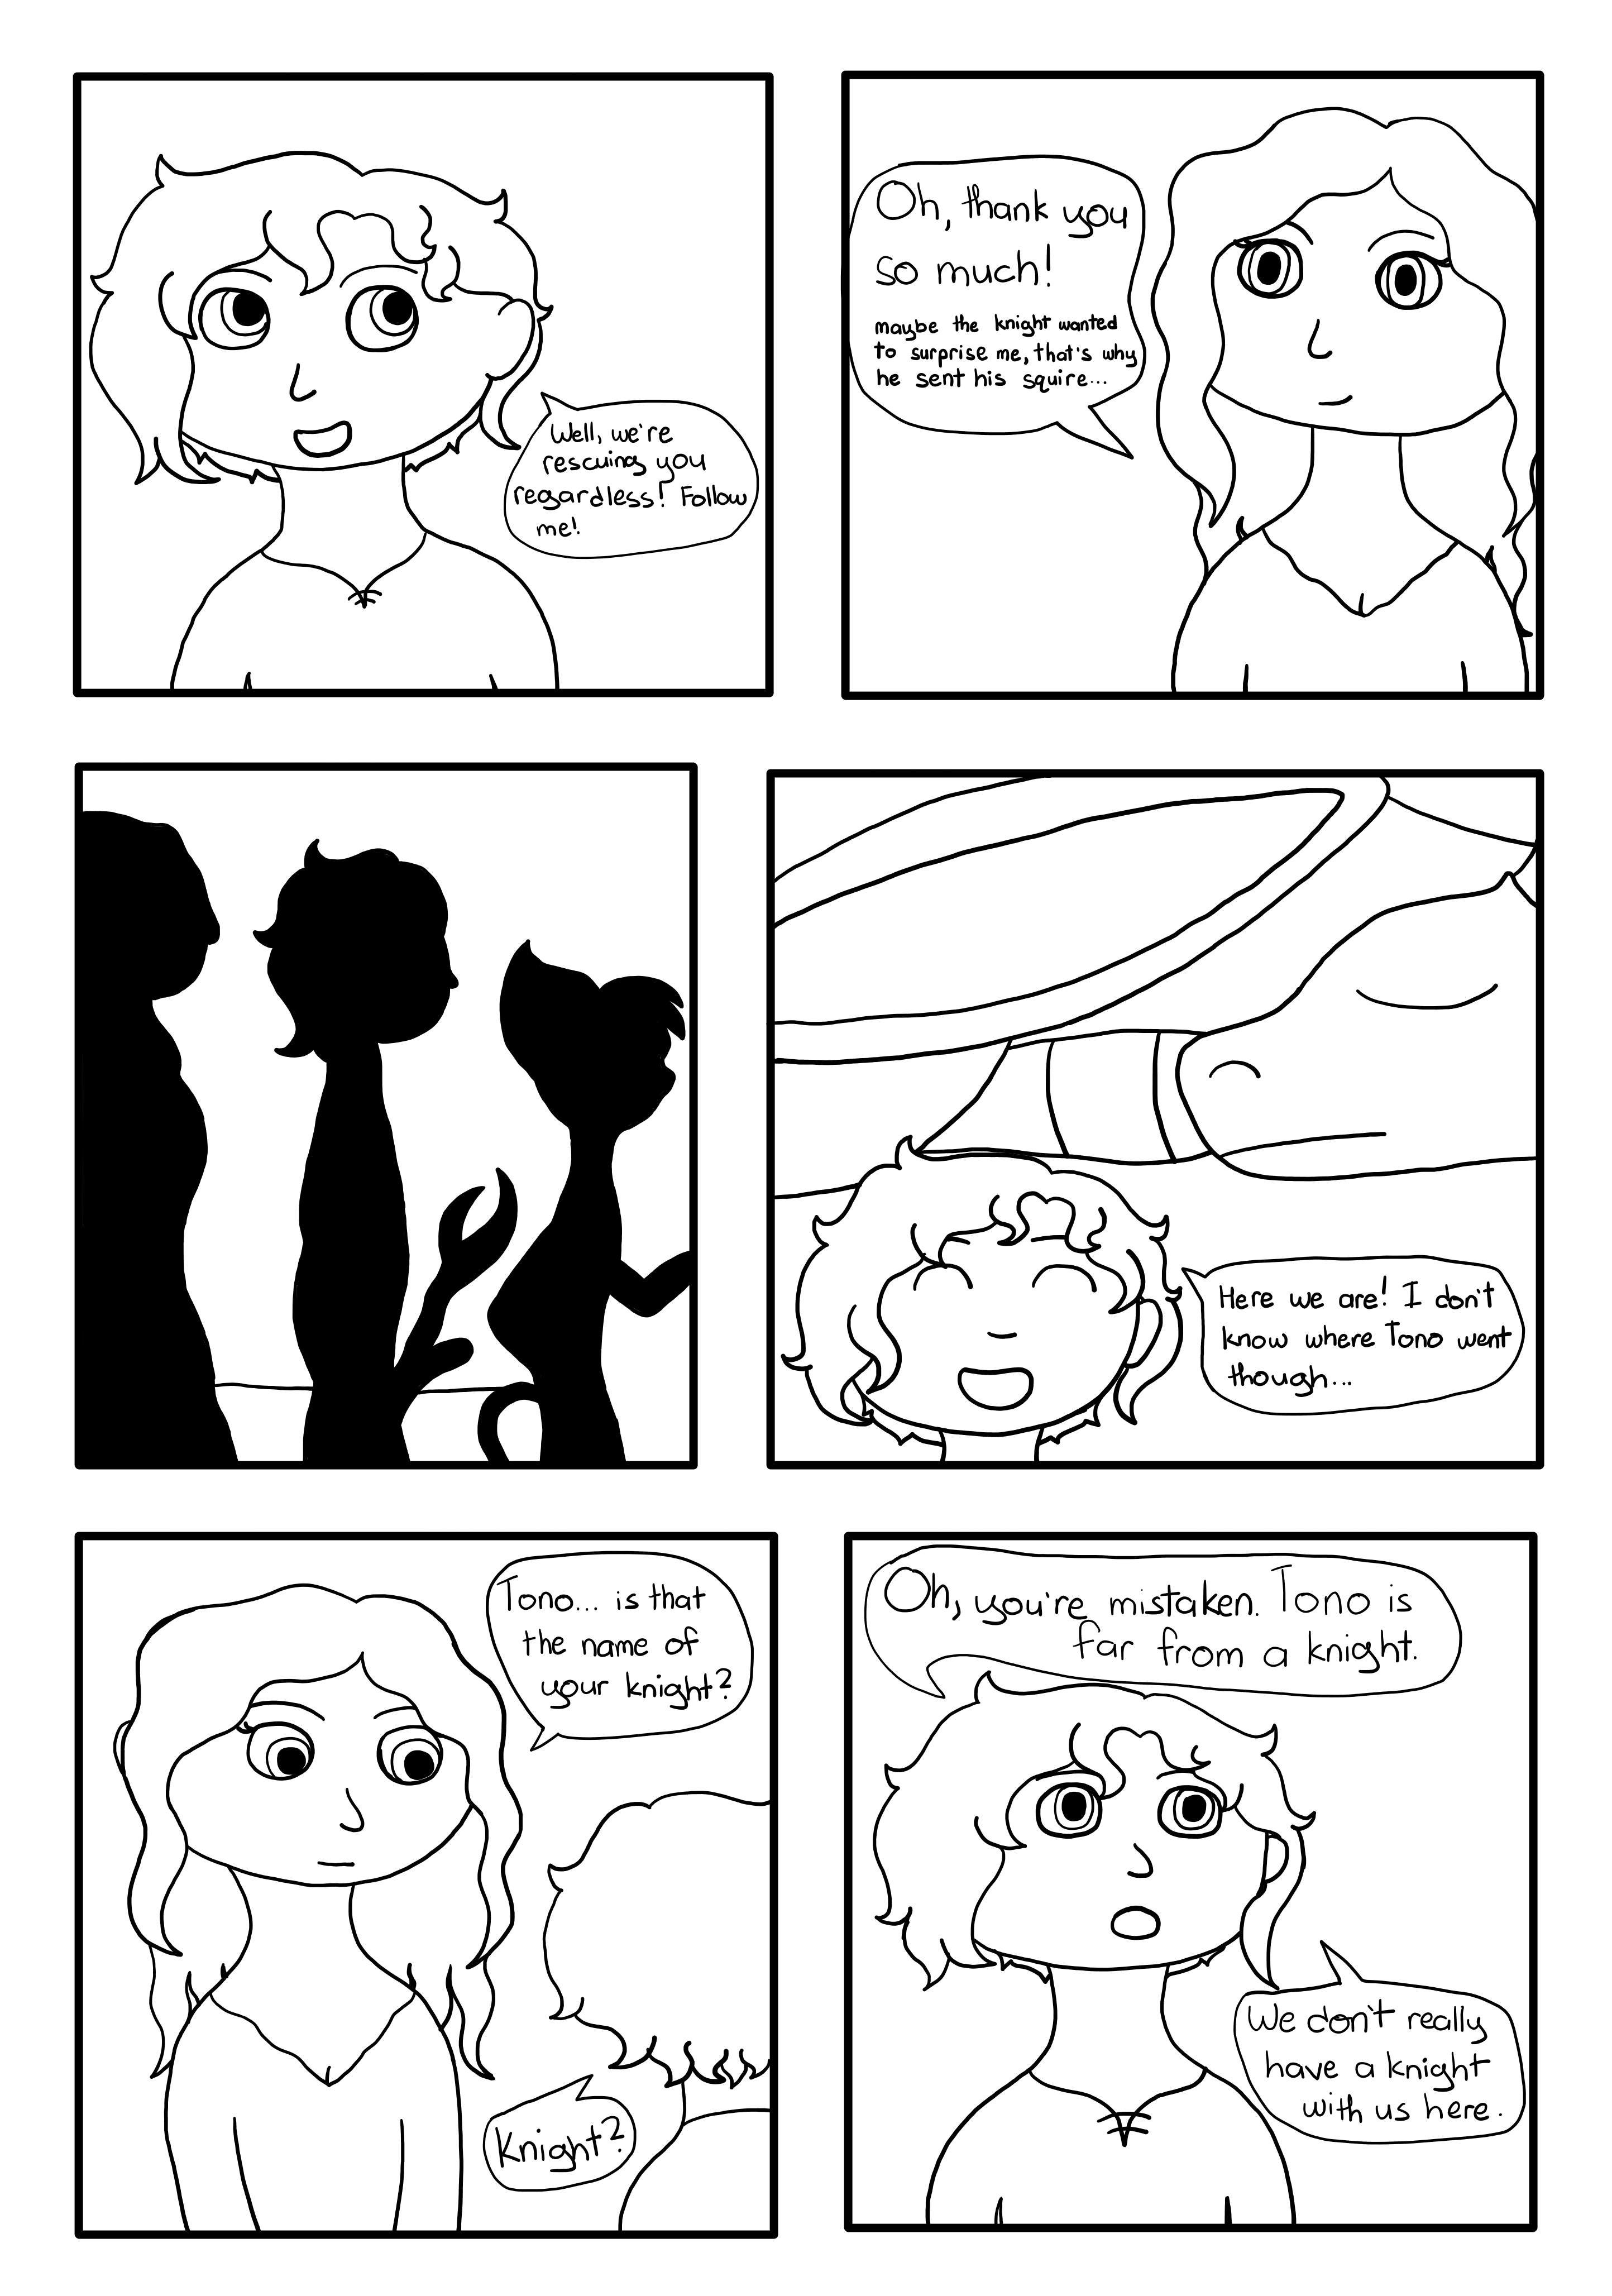 Well, we're
rescuing you
regardless! Follow
me!
Oh, thank you
so much!
maybe the knight wanted
to surprise me, that's why
he sent his squire...
Here we are! I don't
know where Tono went
though...
Tono... is that
the name of
your knight?
Knight?
Oh, you're mistaken. Tono is
far from a knight.
We don't really
have a knight
with us here.